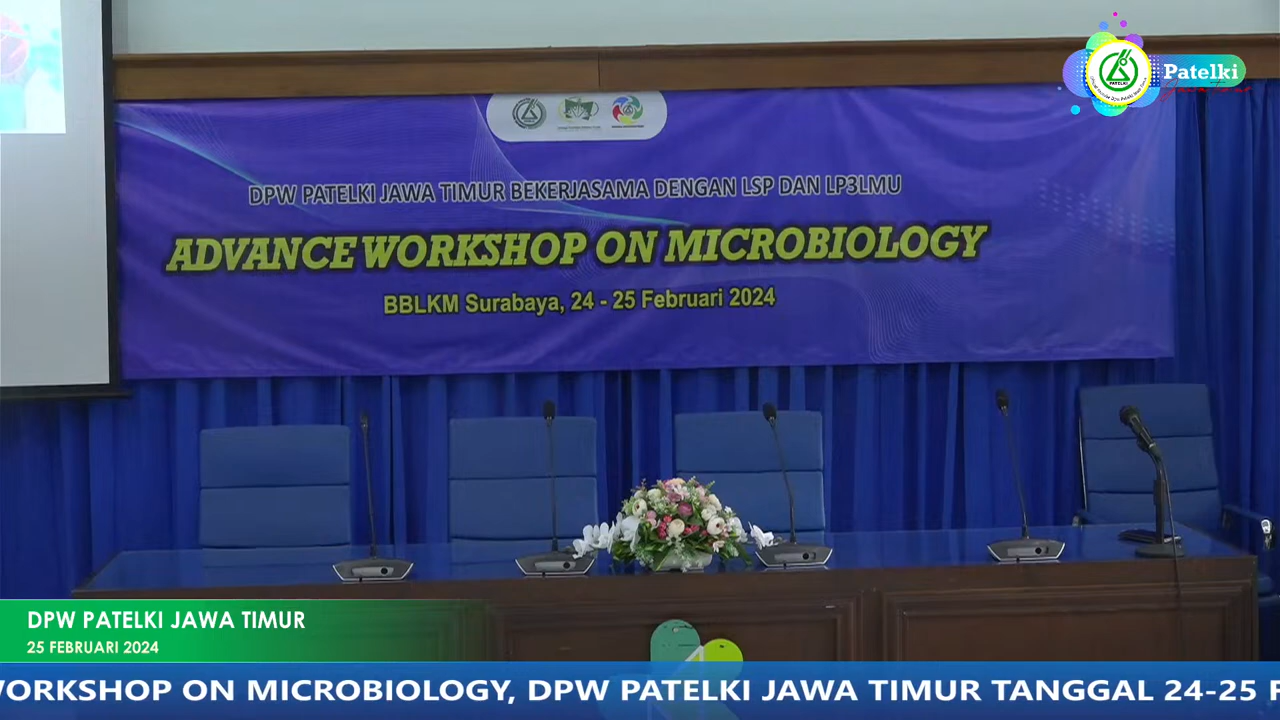 PATELKI
Patelki
DPW PATELKI JAWA TIMUR BEKERJASAMA DENGAN LSP DAN LP3LMU
ADVANCE WORKSHOP ON MICROBIOLOGY
BBLKM Surabaya, 24 - 25 Februari 2024
DPW PATELKI JAWA TIMUR
25 FEBRUARI 2024
WORKSHOP ON MICROBIOLOGY, DPW PATELKI JAWA TIMUR TANGGAL 24-25 F